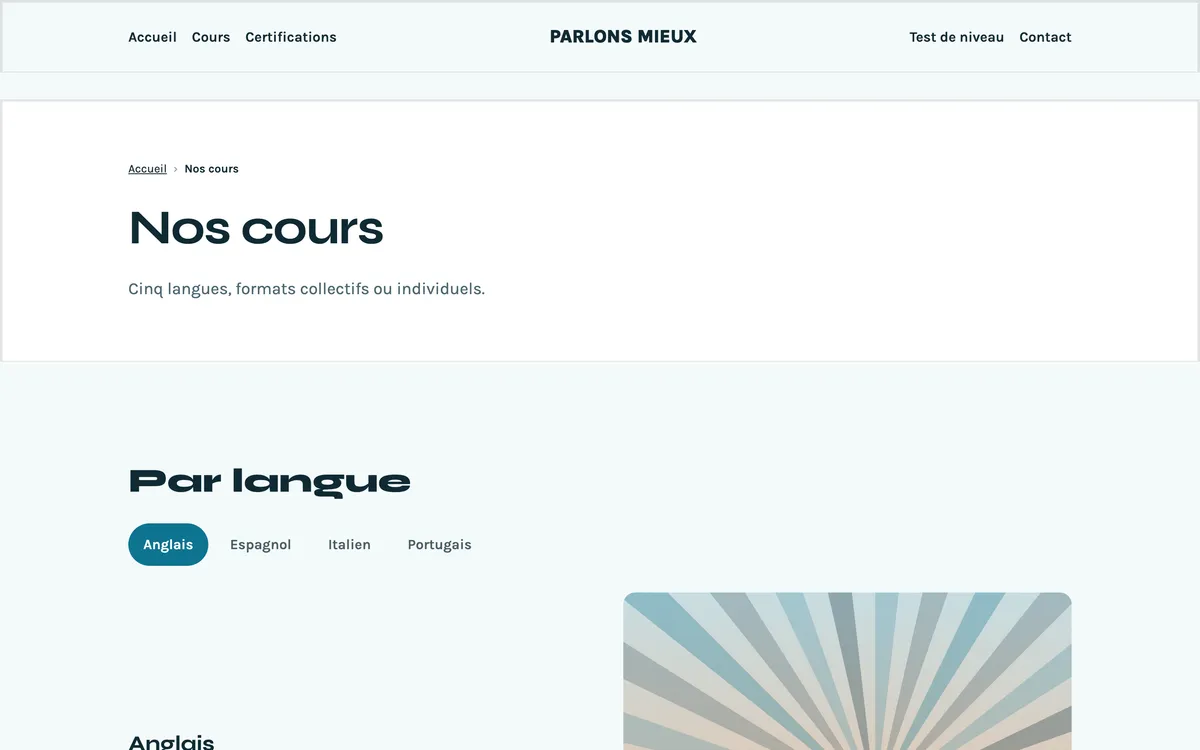 Accueil Cours Certifications PARLONS MIEUX Test de niveau Contact
Accueil › Nos cours
Nos cours
Cinq langues, formats collectifs ou individuels.
Par langue
Anglais Espagnol Italien Portugais
Anglais